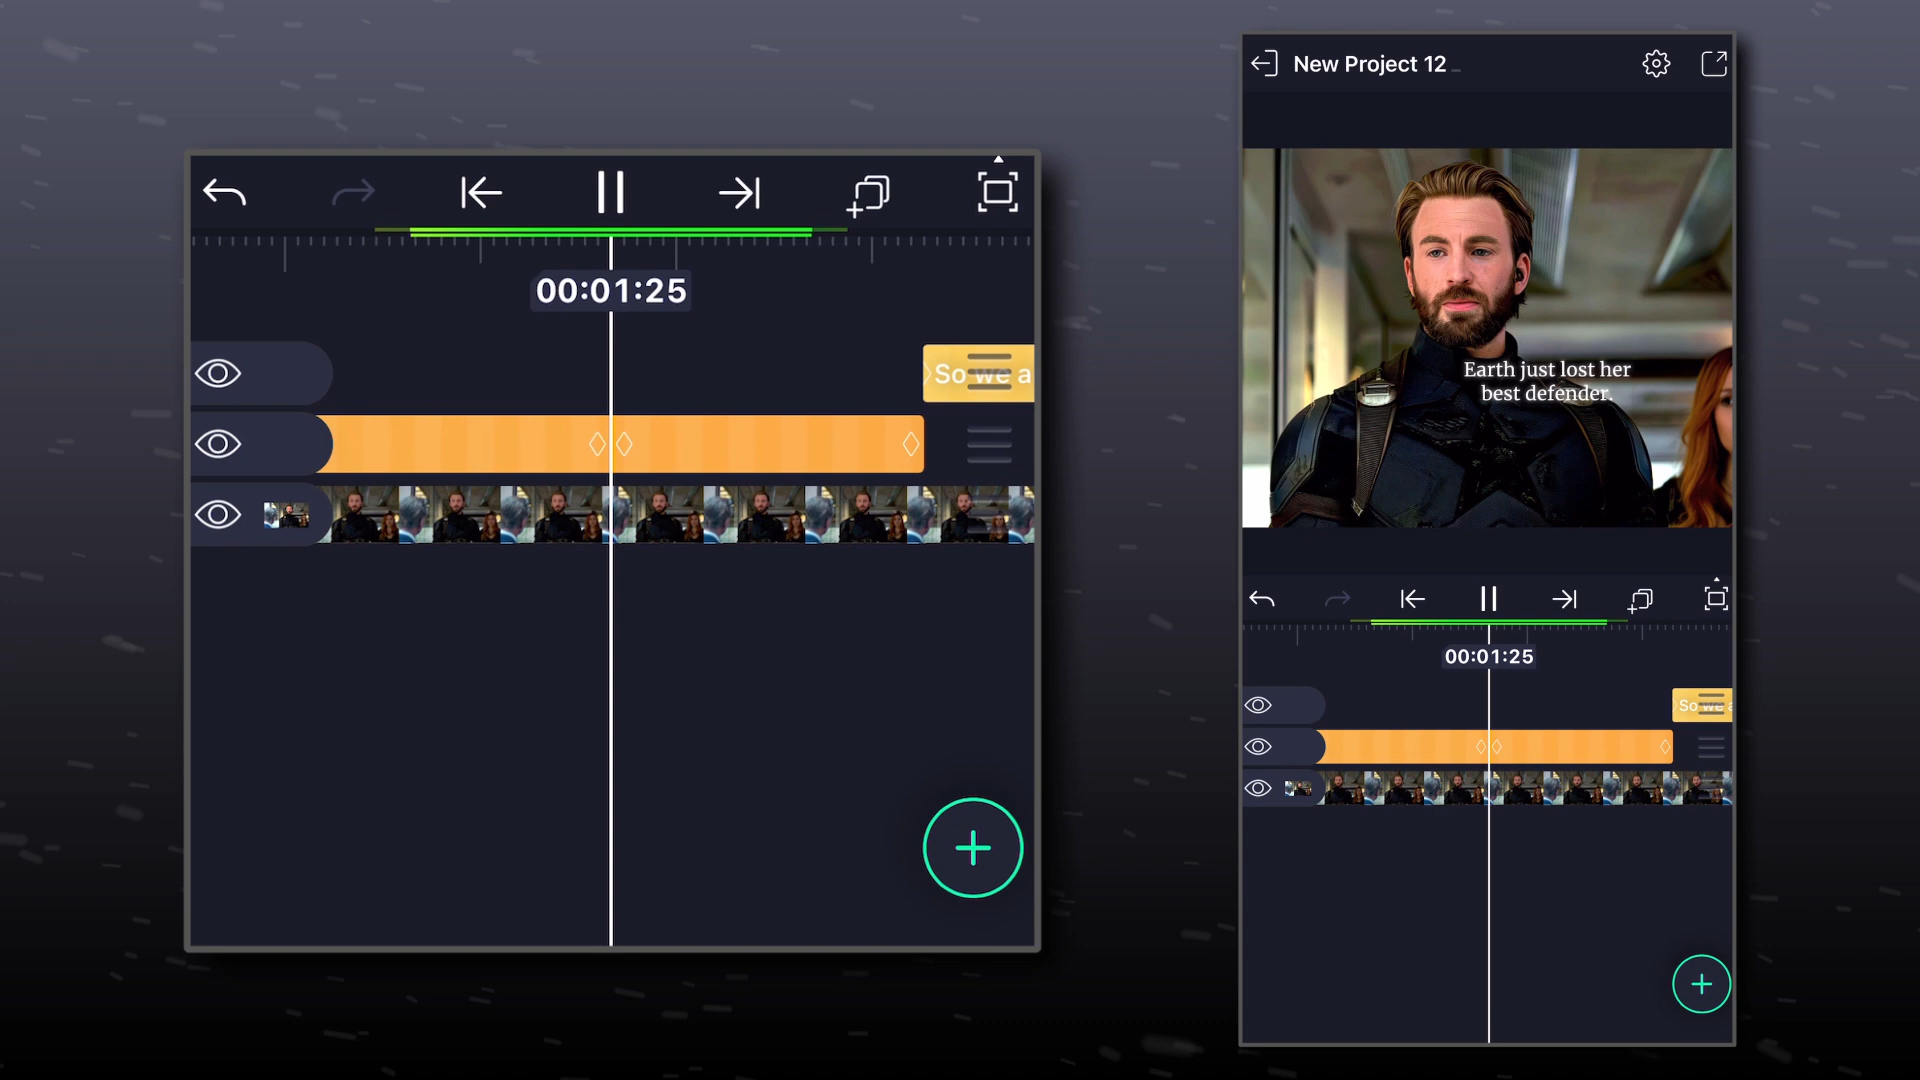 00:01:25
So we a
New Project 12
Earth just lost her
best defender.
00:01:25
So we a